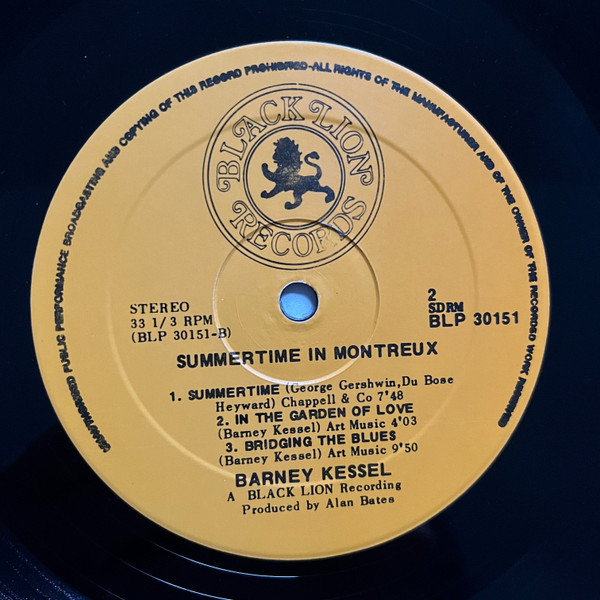 UNAUTHORISED PUBLIC PERFORMANCE BROADCASTING AND COPYING OF THIS RECORD PROHIBITED-ALL RIGHTS OF THE MANUFACTURER AND OF THE OWNER OF THE RECORDED WORK RESERVED
BLACK LION
RECORDS
STEREO
33 1/3 RPM
(BLP 30151-B)
2
SDRM
BLP 30151
SUMMERTIME IN MONTREUX
1. SUMMERTIME (George Gershwin,Du Bose
Heyward) Chappell & Co 7'48
2. IN THE GARDEN OF LOVE
(Barney Kessel) Art Music 4'03
3. BRIDGING THE BLUES
(Barney Kessel) Art Music 9'50
BARNEY KESSEL
A BLACK LION Recording
Produced by Alan Bates